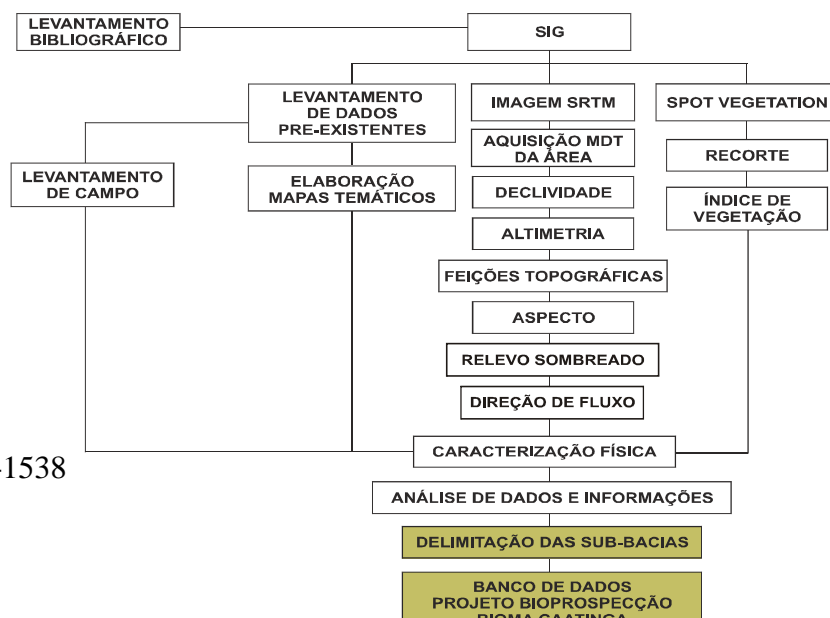 LEVANTAMENTO
BIBLIOGRÁFICO
SIG
LEVANTAMENTO
DE DADOS
PRE-EXISTENTES
IMAGEM SRTM
SPOT VEGETATION
AQUISIÇÃO MDT
DA ÁREA
RECORTE
LEVANTAMENTO
DE CAMPO
ELABORAÇÃO
MAPAS TEMÁTICOS
DECLIVIDADE
ÍNDICE DE
VEGETAÇÃO
ALTIMETRIA
FEIÇÕES TOPOGRÁFICAS
ASPECTO
RELEVO SOMBREADO
DIREÇÃO DE FLUXO
CARACTERIZAÇÃO FÍSICA
1538
ANÁLISE DE DADOS E INFORMAÇÕES
DELIMITAÇÃO DAS SUB-BACIAS
BANCO DE DADOS
PROJETO BIOPROSPECÇÃO
BIOMA CAATINGA